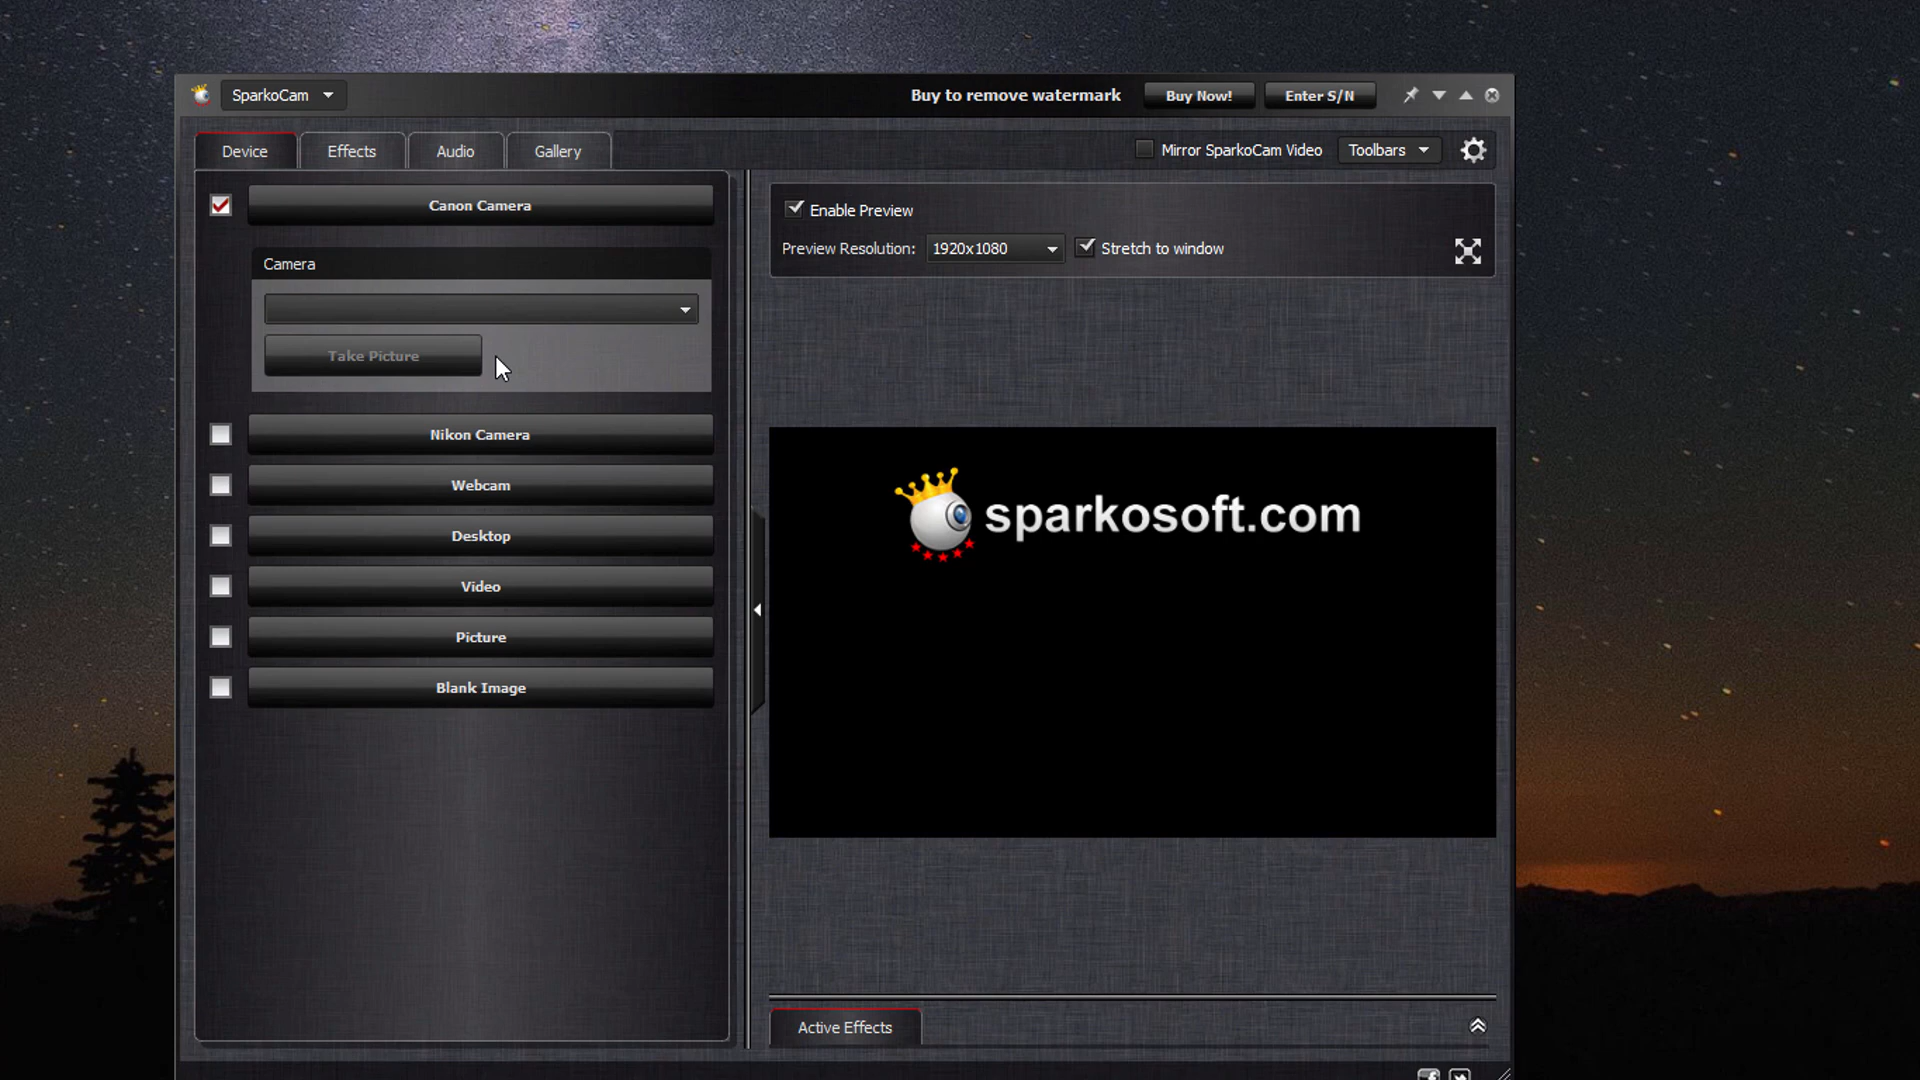 SparkoCam
Buy to remove watermark
Buy Now!
Enter S/N
Device
Effects
Audio
Gallery
Mirror SparkoCam Video
Toolbars
Canon Camera
Camera
Take Picture
Nikon Camera
Webcam
Desktop
Video
Picture
Blank Image
Enable Preview
Preview Resolution: 1920x1080
Stretch to window
sparkosoft.com
Active Effects